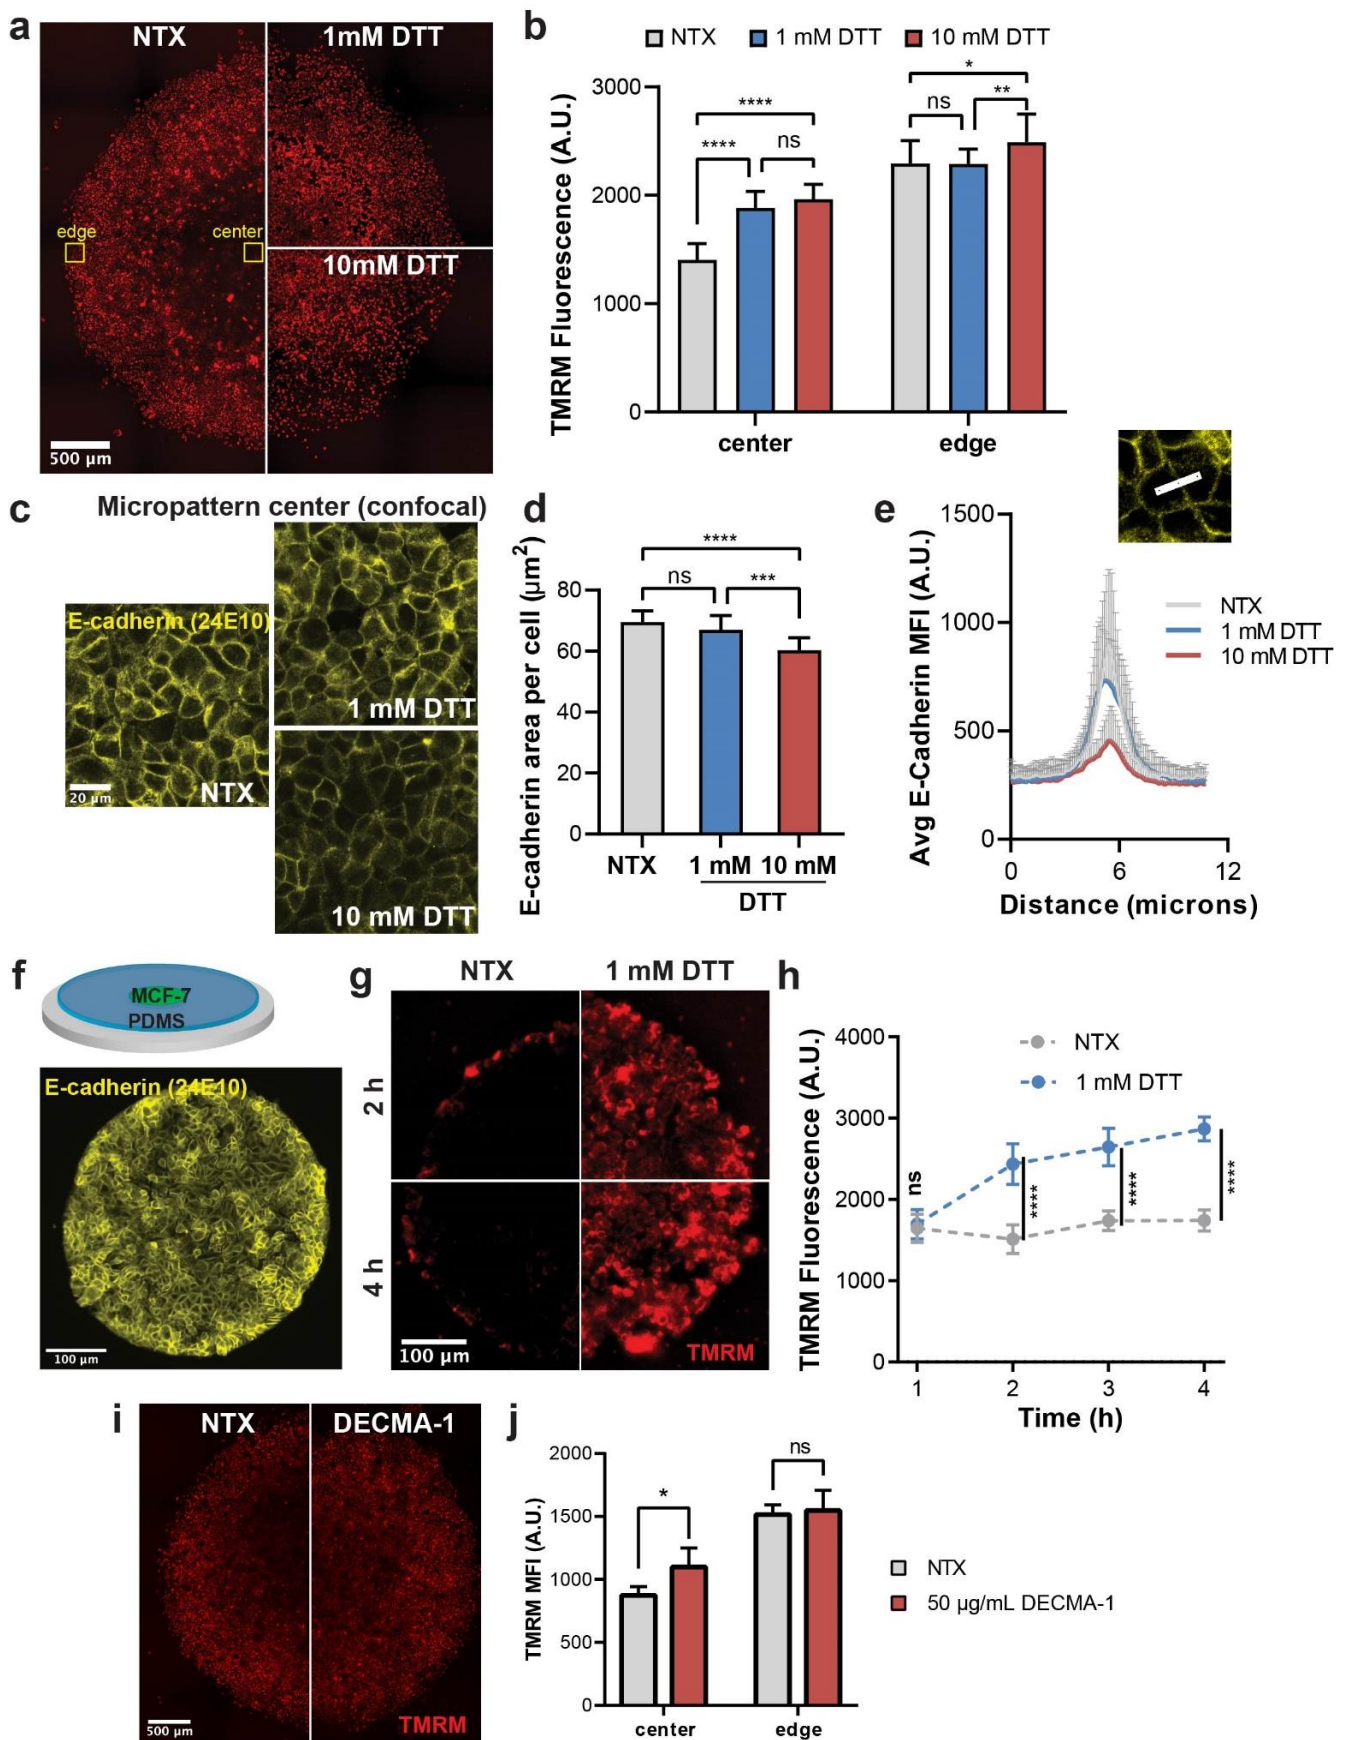 a
NTX
1mM DTT
edge
center
10mM DTT
500 µm
b
NTX
1 mM DTT
10 mM DTT
TMRM Fluorescence (A.U.)
3000
2000
1000
0
****
****
ns
*
ns
**
center
edge
c
Micropattern center (confocal)
E-cadherin (24E10)
20 µm
NTX
1 mM DTT
10 mM DTT
d
E-cadherin area per cell (µm²)
80
60
40
20
0
****
ns
***
NTX
1 mM
10 mM
DTT
e
Avg E-Cadherin MFI (A.U.)
1500
1000
500
0
NTX
1 mM DTT
10 mM DTT
0
6
12
Distance (microns)
f
MCF-7
PDMS
E-cadherin (24E10)
100 µm
g
NTX
1 mM DTT
2 h
4 h
100 µm
TMRM
h
TMRM Fluorescence (A.U.)
4000
3000
2000
1000
0
NTX
1 mM DTT
ns
****
****
****
1
2
3
4
Time (h)
i
NTX
DECMA-1
500 µm
TMRM
j
TMRM MFI (A.U.)
2000
1500
1000
500
0
*
ns
center
edge
NTX
50 µg/mL DECMA-1